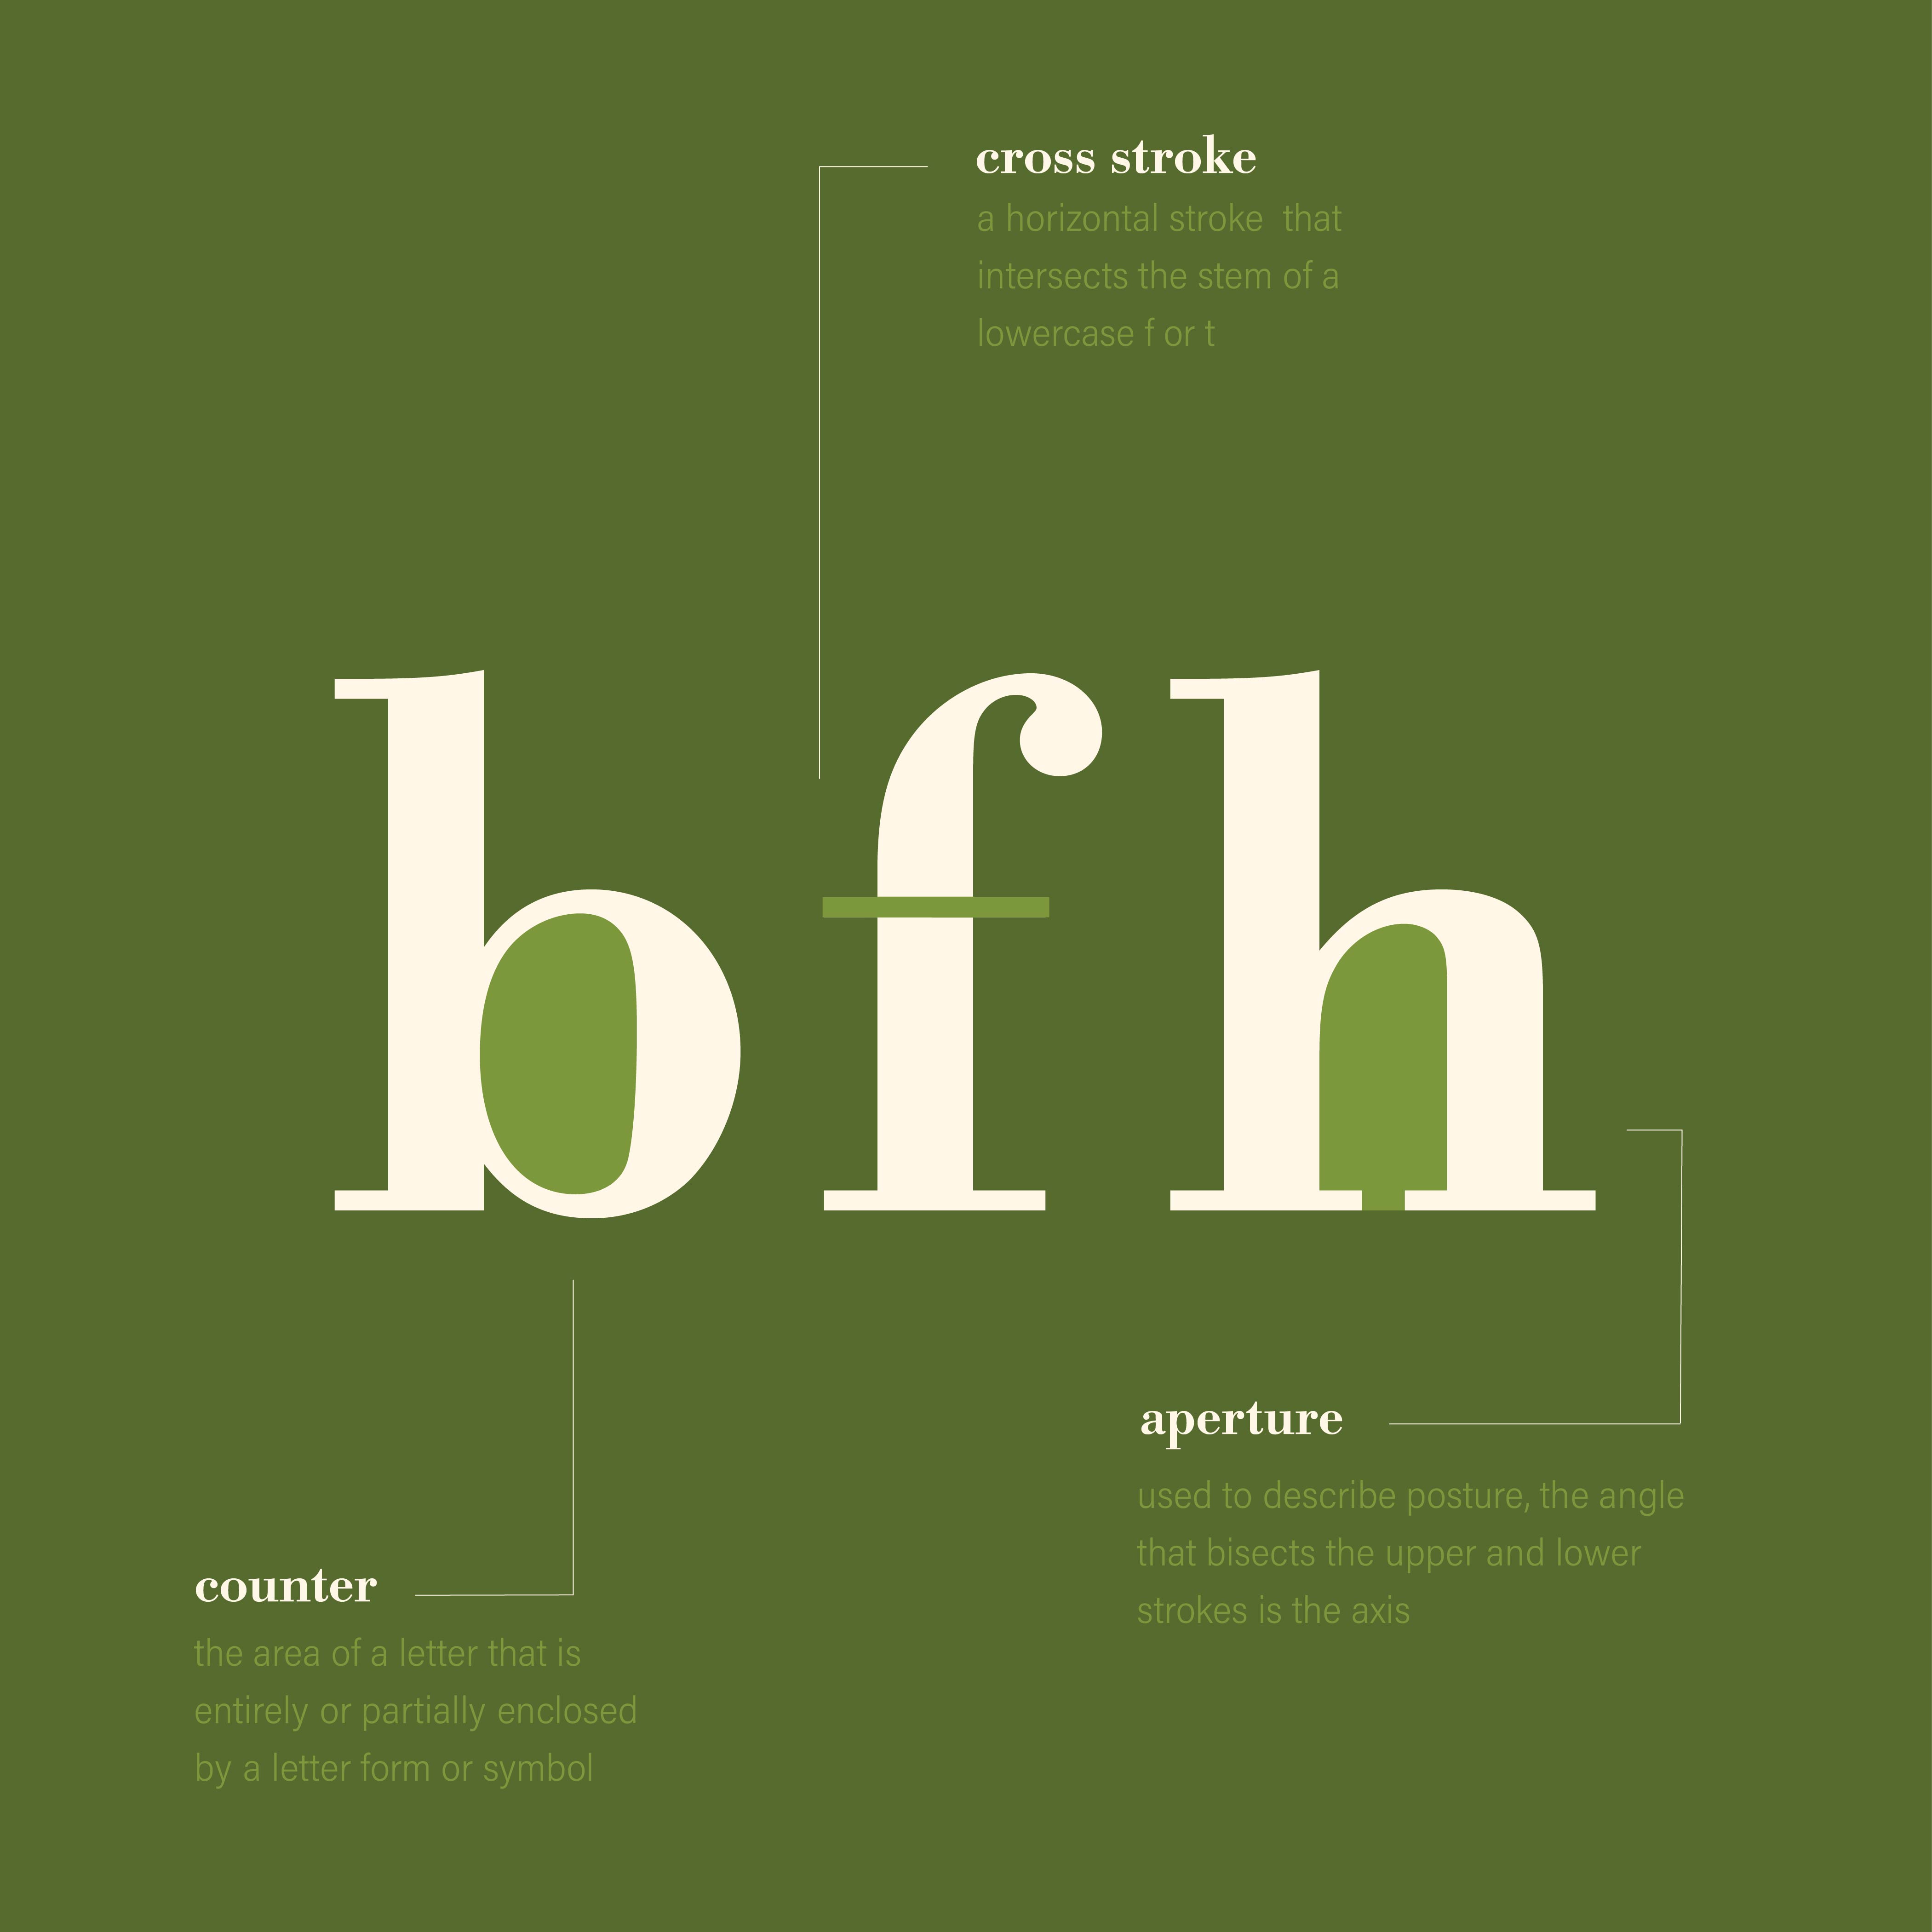 cross stroke
a horizontal stroke  that
intersects the stem of a
lowercase f or t
bfh
aperture
used to describe posture, the angle
that bisects the upper and lower
strokes is the axis
counter
the area of a letter that is
entirely or partially enclosed
by a letter form or symbol